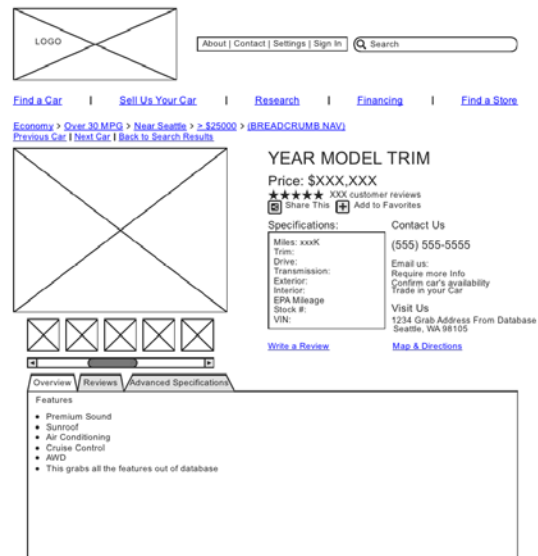 LOGO
About | Contact | Settings | Sign In
Search
Find a Car | Sell Us Your Car | Research | Financing | Find a Store
Economy > Over 30 MPG > Near Seattle > > $25000 > (BREADCRUMB NAV)
Previous Car | Next Car | Back to Search Results
YEAR MODEL TRIM
Price: $XXX,XXX
★★★★★ XXX customer reviews
Share This Add to Favorites
Specifications:
Miles: xxxK
Trim:
Drive:
Transmission:
Exterior:
Interior:
EPA Mileage
Stock #:
VIN:
Write a Review
Contact Us
(555) 555-5555
Email us:
Require more Info
Confirm car's availability
Trade in your Car
Visit Us
1234 Grab Address From Database
Seattle, WA 98105
Map & Directions
Overview Reviews Advanced Specifications
Features
• Premium Sound
• Sunroof
• Air Conditioning
• Cruise Control
• AWD
• This grabs all the features out of database